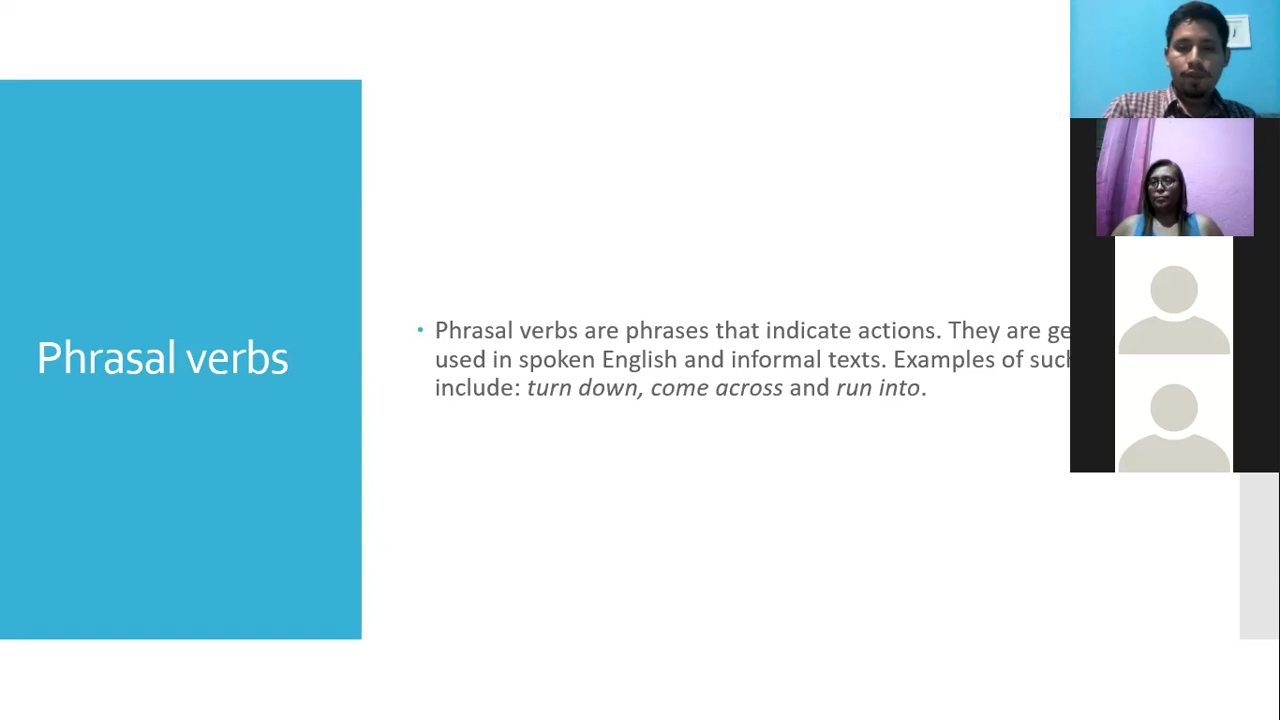 Phrasal verbs
• Phrasal verbs are phrases that indicate actions. They are
used in spoken English and informal texts. Examples of
include: turn down, come across and run into.